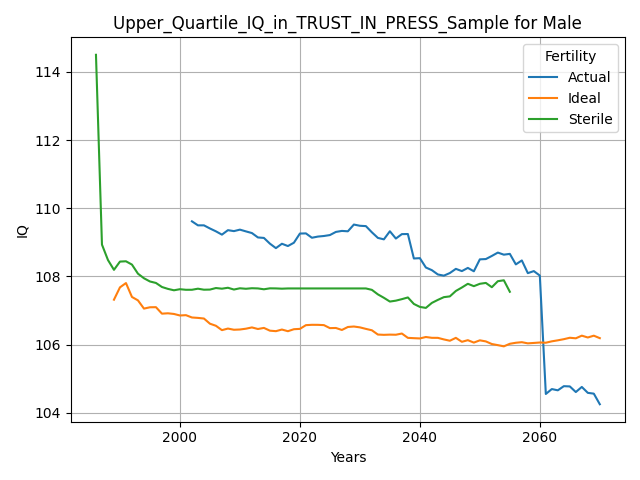 Upper_Quartile_IQ_in_TRUST_IN_PRESS_Sample for Male
Fertility
Actual
Ideal
Sterile
IQ
114
112
110
108
106
104
2000
2020
2040
2060
Years